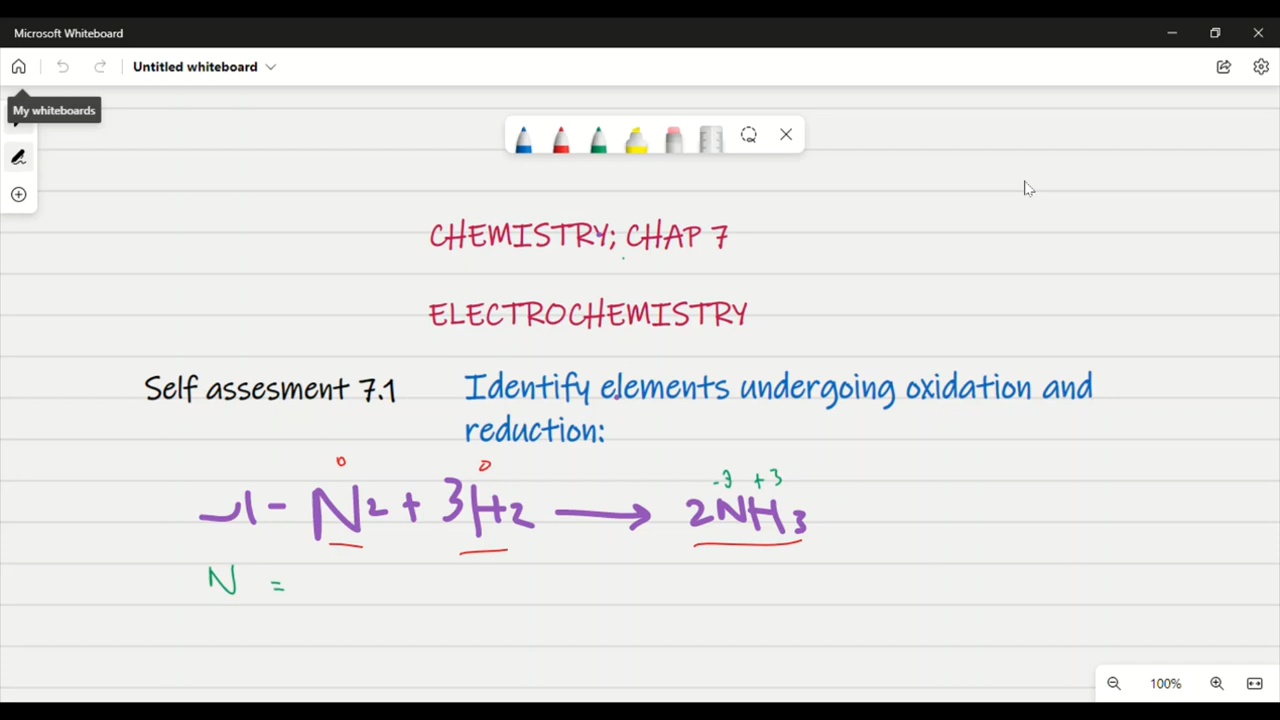 Microsoft Whiteboard
Untitled whiteboard
My whiteboards
CHEMISTRY; CHAP 7
ELECTROCHEMISTRY
Self assesment 7.1 Identify elements undergoing oxidation and
reduction:
0 0 -3 +3
N2 + 3H2 → 2NH3
N =
100%